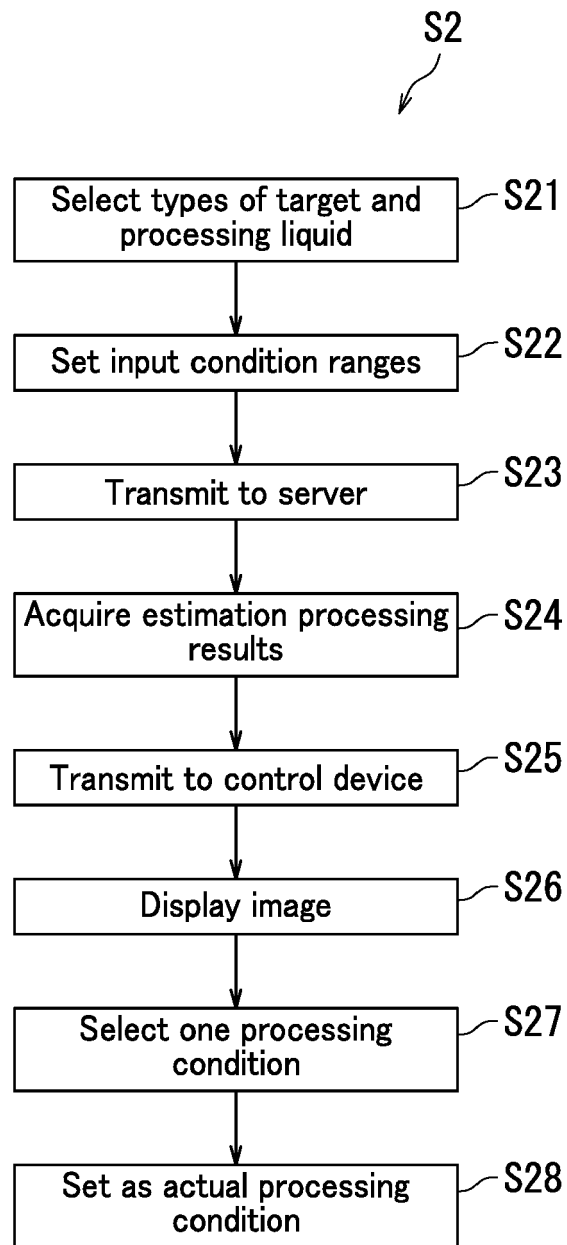 S2
Select types of target and
processing liquid
S21
Set input condition ranges
S22
Transmit to server
S23
Acquire estimation processing
results
S24
Transmit to control device
S25
Display image
S26
Select one processing
condition
S27
Set as actual processing
condition
S28